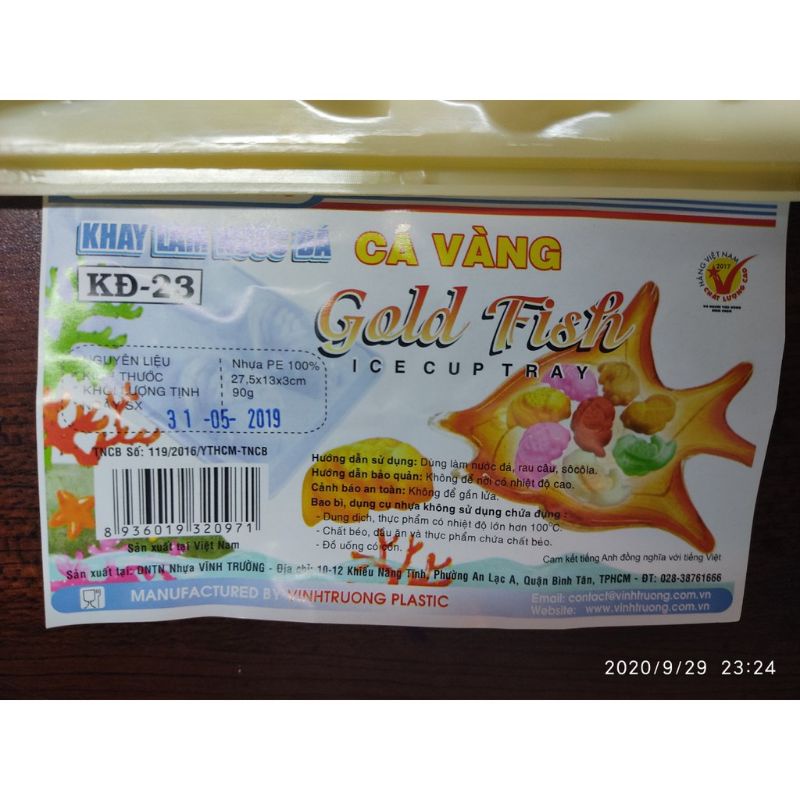 KHAY LÀM NƯỚC ĐÁ CÁ VÀNG
KĐ-23
Gold Fish
ICE CUP TRAY
HÀNG VIỆT NAM
2017
CHẤT LƯỢNG CAO
NGUYÊN LIỆU Nhựa PE 100%
THƯỚC 27,5x13x3cm
KHỐI LƯỢNG TỊNH 90g
SX 31-05-2019
TNCB Số: 119/2016/YTHCM-TNCB
8 936019 320971
Sản xuất tại Việt Nam
Hướng dẫn sử dụng: Dùng làm nước đá, rau câu, sôcôla.
Hướng dẫn bảo quản: Không để nơi có nhiệt độ cao.
Cảnh báo an toàn: Không để gần lửa.
Bao bì, dụng cụ nhựa không sử dụng chứa đựng :
- Dung dịch, thực phẩm có nhiệt độ lớn hơn 100°C.
- Chất béo, dầu ăn và thực phẩm chứa chất béo.
- Đồ uống có cồn.
Cam kết tiếng Anh đồng nghĩa với tiếng Việt
Sản xuất tại: DNTN Nhựa VĨNH TRƯỜNG - Địa chỉ: 10-12 Khiếu Năng Tĩnh, Phường An Lạc A, Quận Bình Tân, TPHCM - ĐT: 028-38761666
MANUFACTURED BY VINHTRUONG PLASTIC
Email: contact@vinhtruong.com.vn
Website: www.vinhtruong.com.vn
2020/9/29 23:24